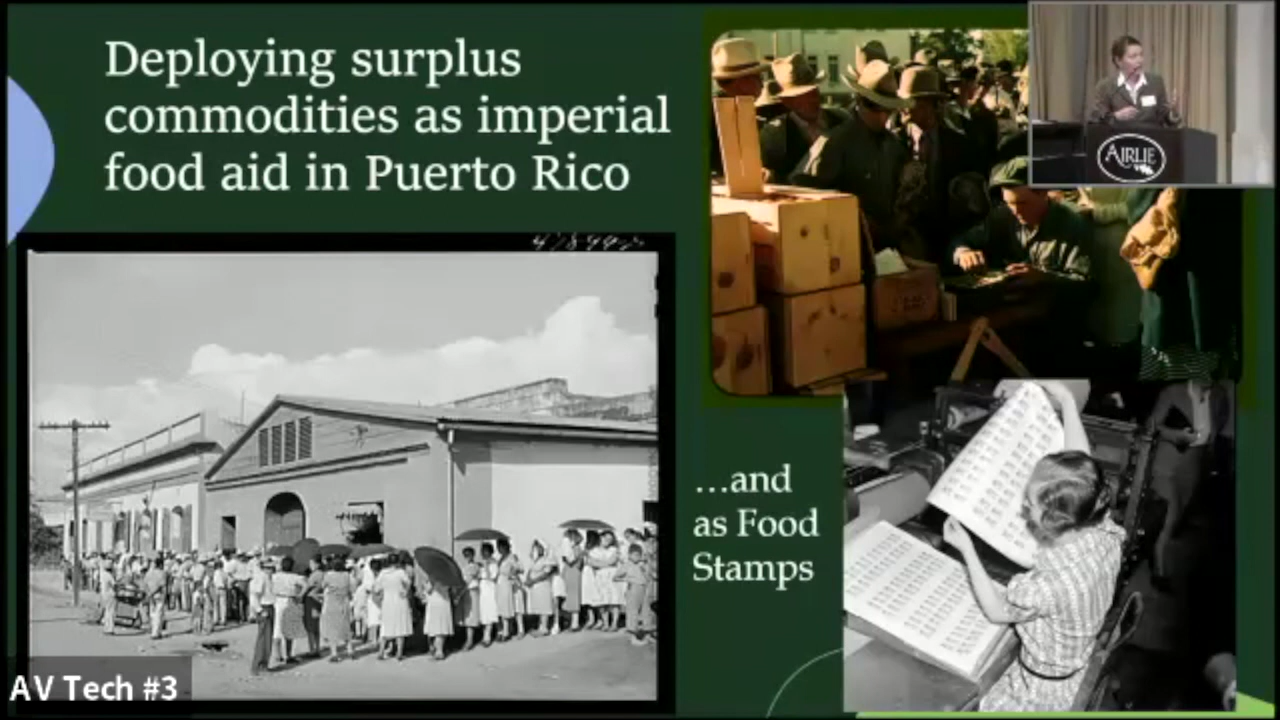 Deploying surplus
commodities as imperial
food aid in Puerto Rico
AIRLIE
...and
as Food
Stamps
AV Tech #3